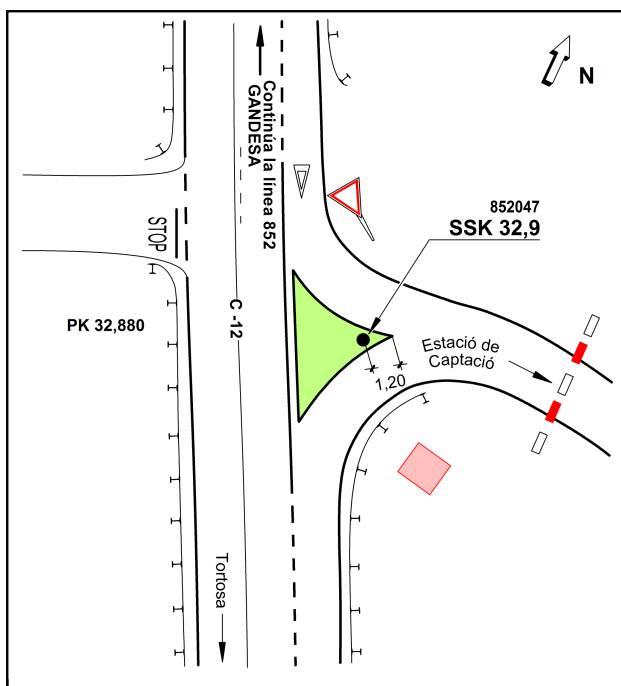 N
Continúa la línea 852
GANDESA
852047
SSK 32,9
STOP
PK 32,880
C -12
Estació de
Captació
1,20
Tortosa